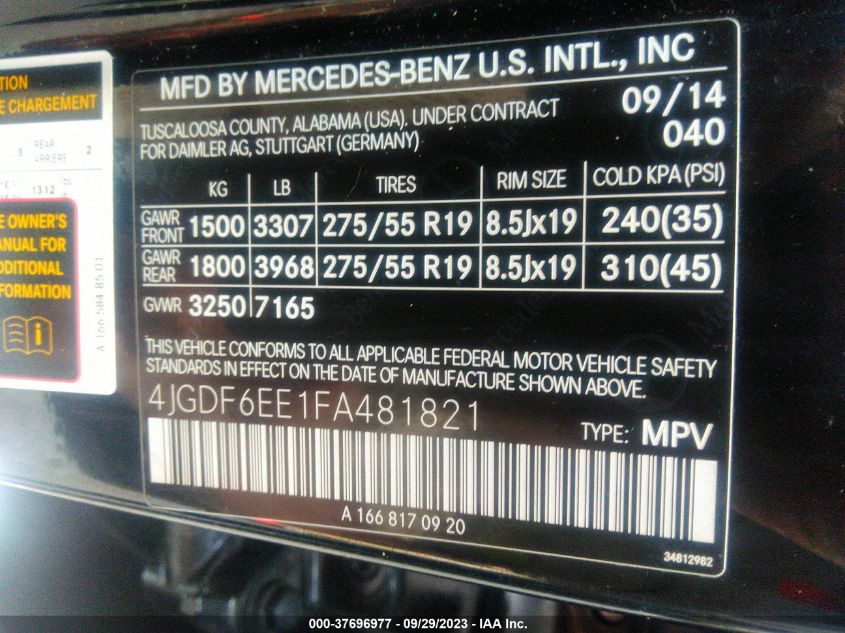 TION
E CHARGEMENT
3 REAR 2
ARRIERE
1312
E OWNER'S
ANUAL FOR
DDITIONAL
FORMATION
A 166 584 85 01
MFD BY MERCEDES-BENZ U.S. INTL., INC
TUSCALOOSA COUNTY, ALABAMA (USA). UNDER CONTRACT 09/14
FOR DAIMLER AG, STUTTGART (GERMANY) 040
KG LB TIRES RIM SIZE COLD KPA (PSI)
GAWR FRONT 1500 3307 275/55 R19 8.5Jx19 240(35)
GAWR REAR 1800 3968 275/55 R19 8.5Jx19 310(45)
GVWR 3250 7165
THIS VEHICLE CONFORMS TO ALL APPLICABLE FEDERAL MOTOR VEHICLE SAFETY
STANDARDS IN EFFECT ON THE DATE OF MANUFACTURE SHOWN ABOVE.
4JGDF6EE1FA481821
TYPE: MPV
A 166 817 09 20
34812982
000-37696977 - 09/29/2023 - IAA Inc.